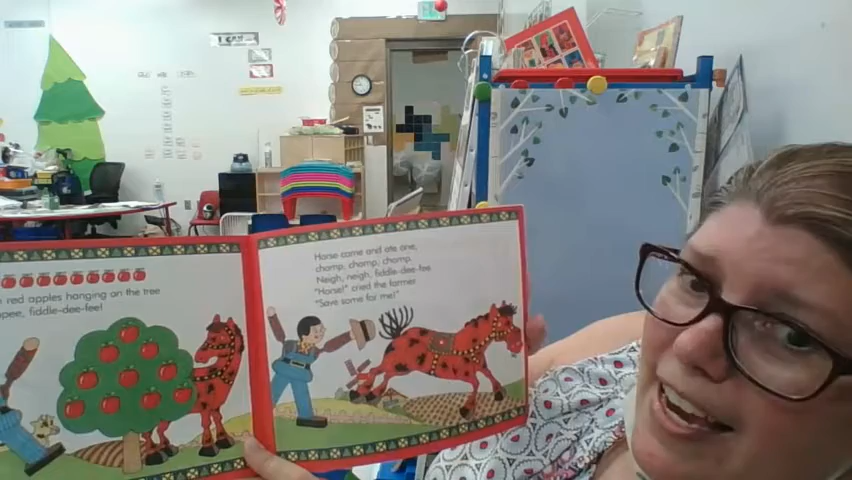 I CAN
red apples hanging on the tree
fiddle-dee-fee!
Horse came and ate one,
chomp, chomp, chomp.
Neigh, neigh, fiddle-dee-fee
"Horse!" cried the farmer
"Save some for me!"